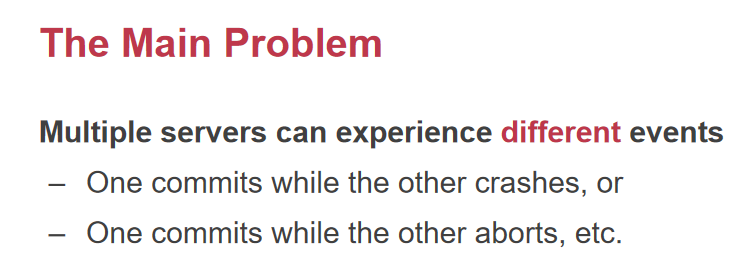 The Main Problem
Multiple servers can experience different events
– One commits while the other crashes, or
– One commits while the other aborts, etc.